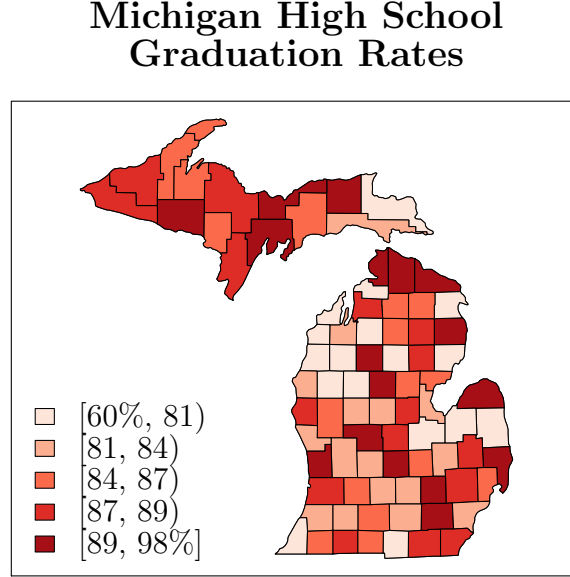 Michigan High School
Graduation Rates
[60%, 81)
[81, 84)
[84, 87)
[87, 89)
[89, 98%]